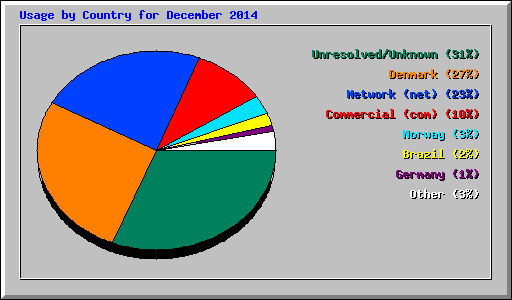 Usage by Country for December 2014
Unresolved/Unknown (31%)
Denmark (27%)
Network (net) (23%)
Commercial (com) (10%)
Norway (3%)
Brazil (2%)
Germany (1%)
Other (3%)